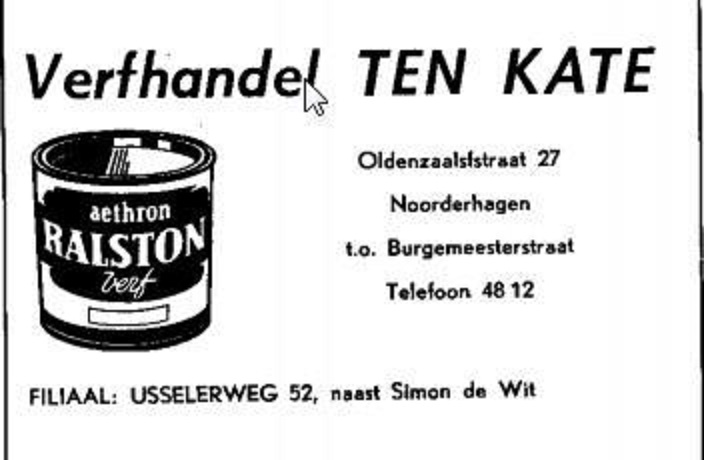 Verfhandel TEN KATE
Oldenzaalsfstraat 27
Noorderhagen
t.o. Burgemeesterstraat
Telefoon 48 12
aethron
RALSTON
verf
FILIAAL: USSELERWEG 52, naast Simon de Wit